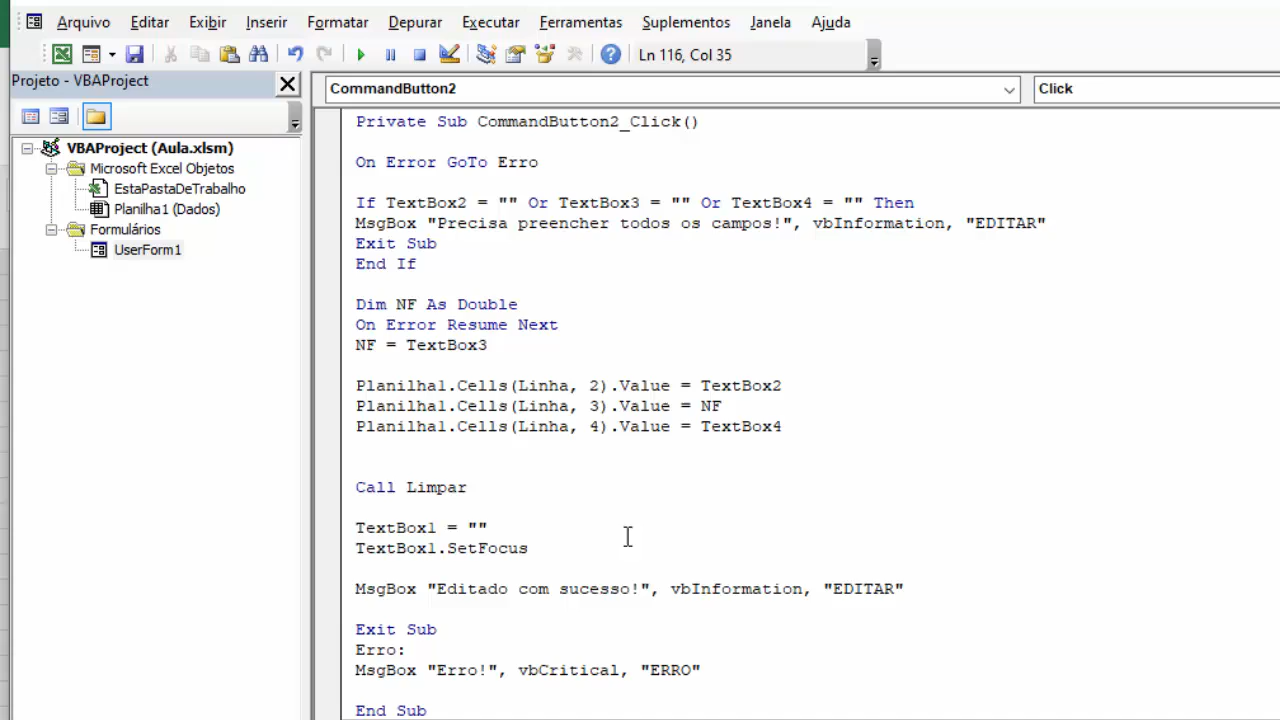 Arquivo Editar Exibir Inserir Formatar Depurar Executar Ferramentas Suplementos Janela Ajuda
Ln 116, Col 35
Projeto - VBAProject
CommandButton2 Click
VBAProject (Aula.xlsm)
Microsoft Excel Objetos
EstaPastaDeTrabalho
Planilha1 (Dados)
Formulários
UserForm1
Private Sub CommandButton2_Click()
On Error GoTo Erro
If TextBox2 = "" Or TextBox3 = "" Or TextBox4 = "" Then
MsgBox "Precisa preencher todos os campos!", vbInformation, "EDITAR"
Exit Sub
End If
Dim NF As Double
On Error Resume Next
NF = TextBox3
Planilha1.Cells(Linha, 2).Value = TextBox2
Planilha1.Cells(Linha, 3).Value = NF
Planilha1.Cells(Linha, 4).Value = TextBox4
Call Limpar
TextBox1 = ""
TextBox1.SetFocus
MsgBox "Editado com sucesso!", vbInformation, "EDITAR"
Exit Sub
Erro:
MsgBox "Erro!", vbCritical, "ERRO"
End Sub